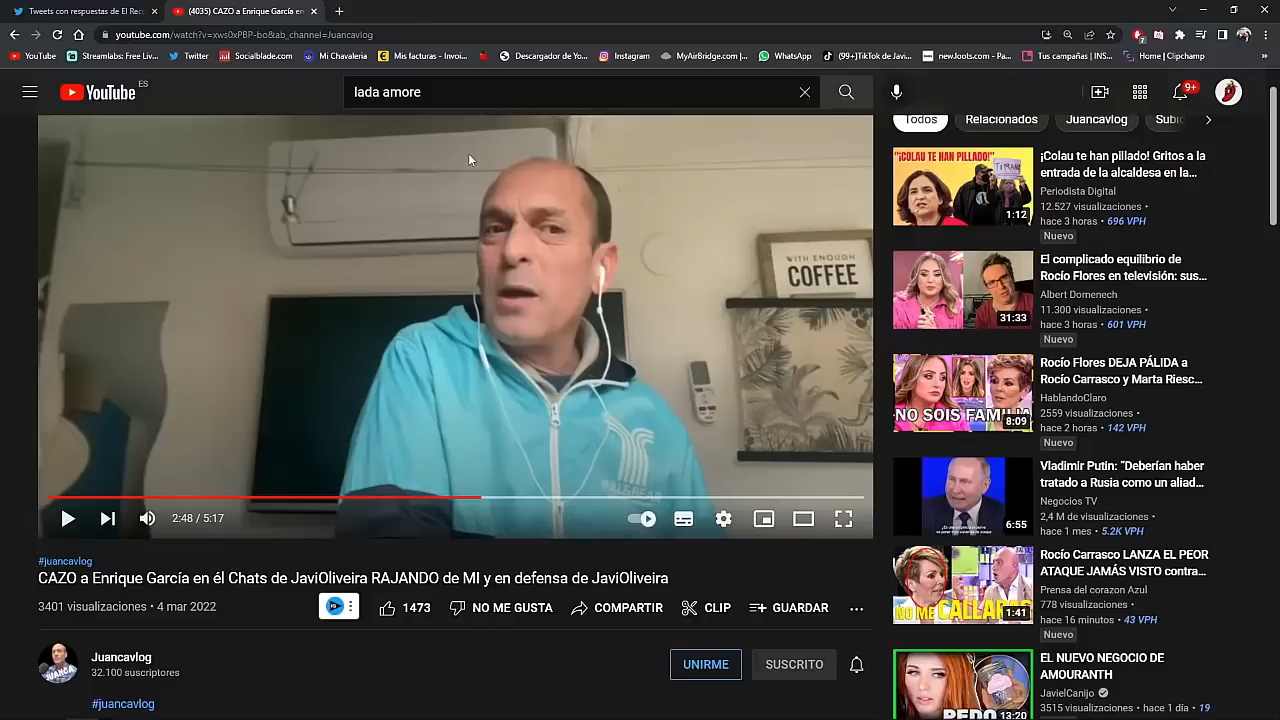 Tweets con respuestas de El Rec
(4035) CAZO a Enrique García en
youtube.com/watch?v=xws0xPBP-bo&ab_channel=Juancavlog
YouTube
Streamlabs: Free Liv...
Twitter
Socialblade.com
Mi Chavaleria
Mis facturas — Invoi...
Descargador de Yo...
Instagram
MyAirBridge.com |...
WhatsApp
(99+)TikTok de Javi...
new.loots.com - Pa...
Tus campañas | INS...
Home | Clipchamp
YouTube ES
lada amore
9+
WITH ENOUGH
COFFEE
2:48 / 5:17
#juancavlog
CAZO a Enrique García en él Chats de JaviOliveira RAJANDO de MI y en defensa de JaviOliveira
3401 visualizaciones • 4 mar 2022
1473
NO ME GUSTA
COMPARTIR
CLIP
GUARDAR
Juancavlog
32.100 suscriptores
UNIRME
SUSCRITO
#juancavlog
Todos
Relacionados
Juancavlog
"¡COLAU TE HAN PILLADO!"
1:12
¡Colau te han pillado! Gritos a la
entrada de la alcaldesa en la...
Periodista Digital
12.527 visualizaciones •
hace 3 horas • 696 VPH
Nuevo
31:33
El complicado equilibrio de
Rocío Flores en televisión: sus...
Albert Domenech
11.300 visualizaciones •
hace 3 horas • 601 VPH
Nuevo
NO SOIS FAMILIA
8:09
Rocío Flores DEJA PÁLIDA a
Rocío Carrasco y Marta Riesc...
HablandoClaro
2559 visualizaciones •
hace 2 horas • 142 VPH
Nuevo
6:55
Vladimir Putin: "Deberían haber
tratado a Rusia como un aliad...
Negocios TV
2,4 M de visualizaciones •
hace 1 mes • 5.2K VPH
NO ME CALLARAS
1:41
Rocío Carrasco LANZA EL PEOR
ATAQUE JAMÁS VISTO contra...
Prensa del corazon Azul
778 visualizaciones •
hace 16 minutos • 43 VPH
Nuevo
PEDO
13:20
EL NUEVO NEGOCIO DE
AMOURANTH
JavielCanijo
3515 visualizaciones • hace 1 día • 19